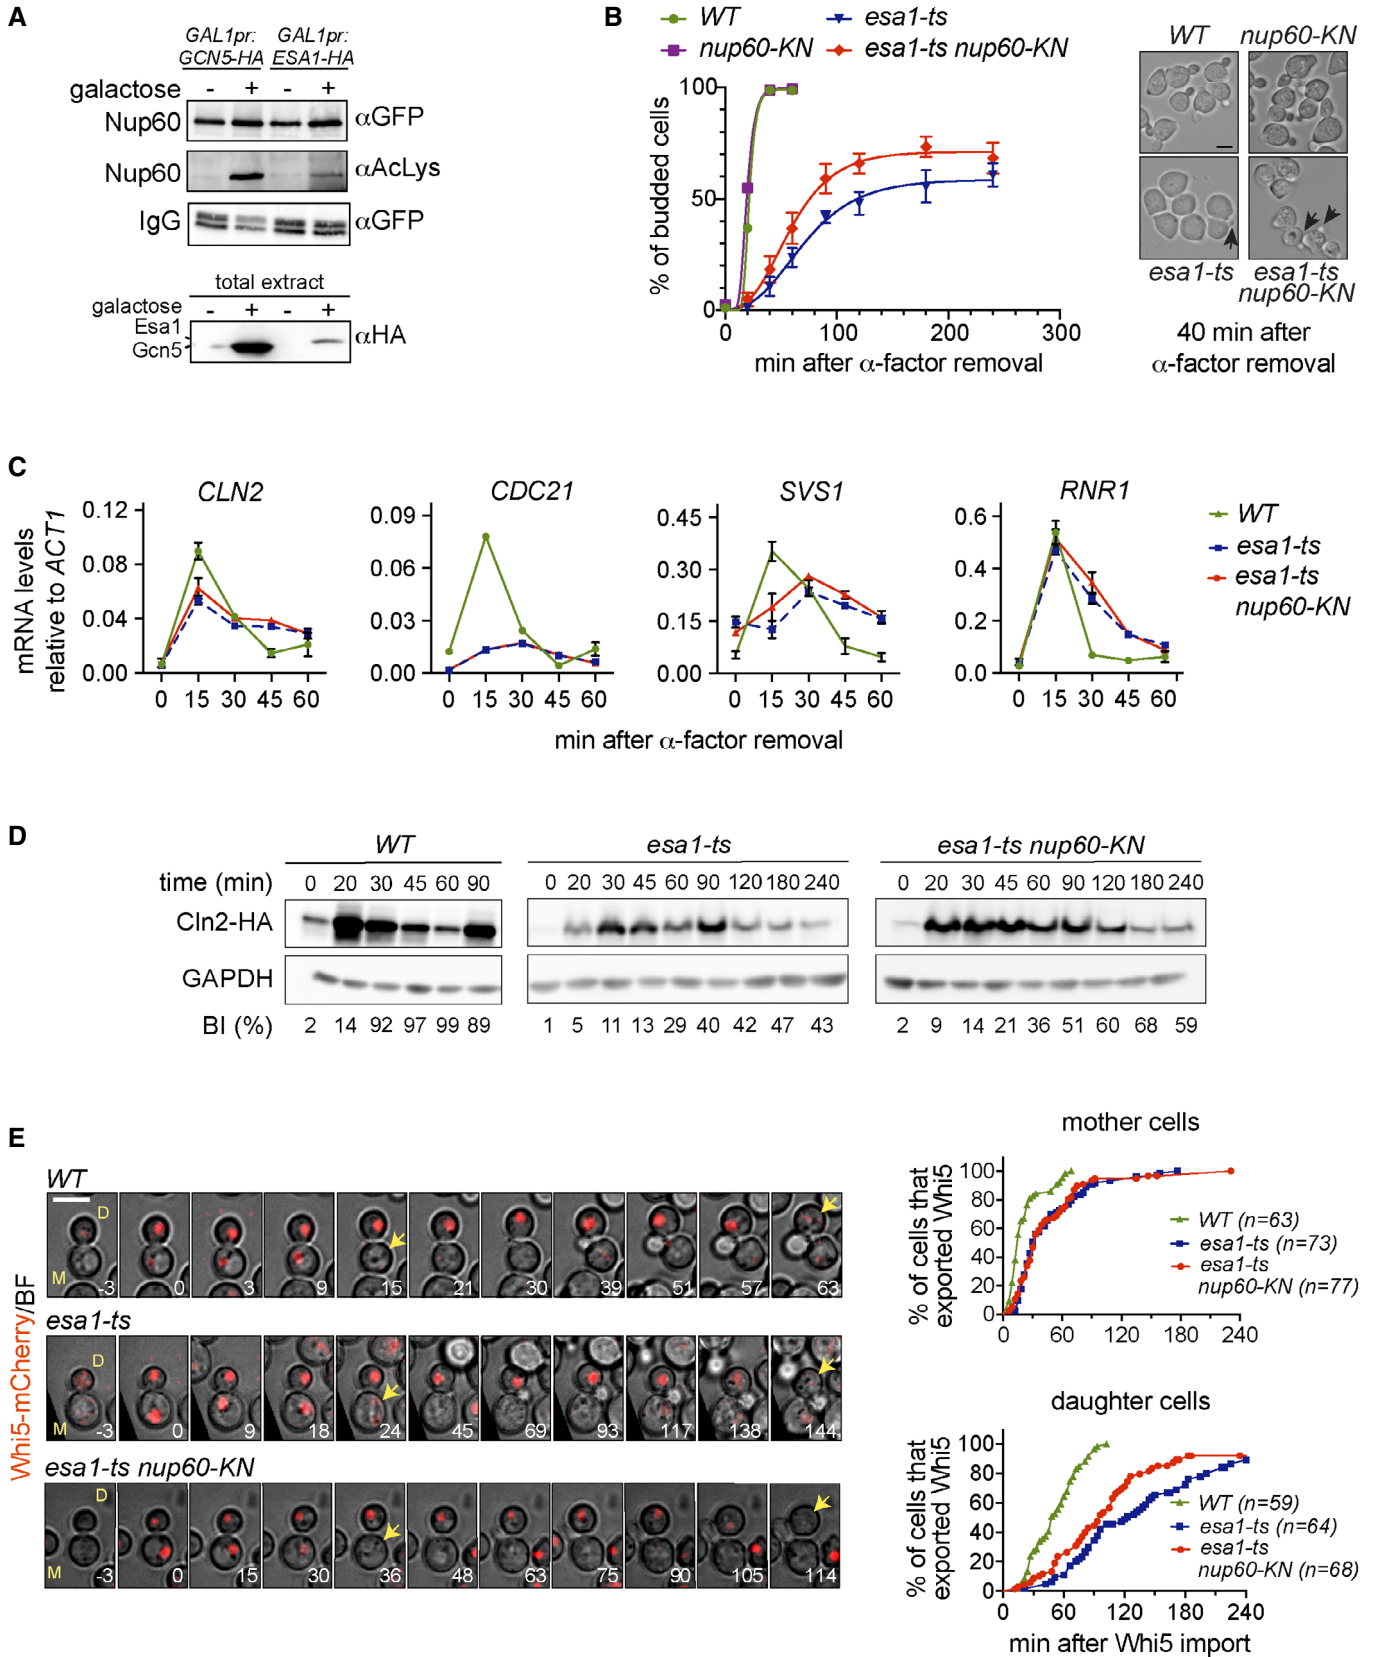 A
GAL1pr: GAL1pr:
GCN5-HA ESA1-HA
galactose - + - +
Nup60 αGFP
Nup60 αAcLys
IgG αGFP
total extract
galactose - + - +
Esa1
Gcn5
αHA
B
WT esa1-ts
nup60-KN esa1-ts nup60-KN
% of budded cells
100
50
0
0 100 200 300
min after α-factor removal
WT nup60-KN
esa1-ts esa1-ts
nup60-KN
40 min after
α-factor removal
C
mRNA levels
relative to ACT1
CLN2
0.12
0.08
0.04
0.00
0 15 30 45 60
CDC21
0.09
0.06
0.03
0.00
0 15 30 45 60
SVS1
0.45
0.30
0.15
0.00
0 15 30 45 60
RNR1
0.6
0.4
0.2
0.0
0 15 30 45 60
WT
esa1-ts
esa1-ts
nup60-KN
min after α-factor removal
D
WT esa1-ts esa1-ts nup60-KN
time (min) 0 20 30 45 60 90 0 20 30 45 60 90 120 180 240 0 20 30 45 60 90 120 180 240
Cln2-HA
GAPDH
BI (%) 2 14 92 97 99 89 1 5 11 13 29 40 42 47 43 2 9 14 21 36 51 60 68 59
E
Whi5-mCherry/BF
WT
D
M
-3 0 3 9 15 21 30 39 51 57 63
esa1-ts
D
M
-3 0 9 18 24 45 69 93 117 138 144
esa1-ts nup60-KN
D
M
-3 0 15 30 36 48 63 75 90 105 114
mother cells
% of cells that
exported Whi5
100
80
60
40
20
0
0 60 120 180 240
WT (n=63)
esa1-ts (n=73)
esa1-ts
nup60-KN (n=77)
daughter cells
% of cells that
exported Whi5
100
80
60
40
20
0
0 60 120 180 240
WT (n=59)
esa1-ts (n=64)
esa1-ts
nup60-KN (n=68)
min after Whi5 import